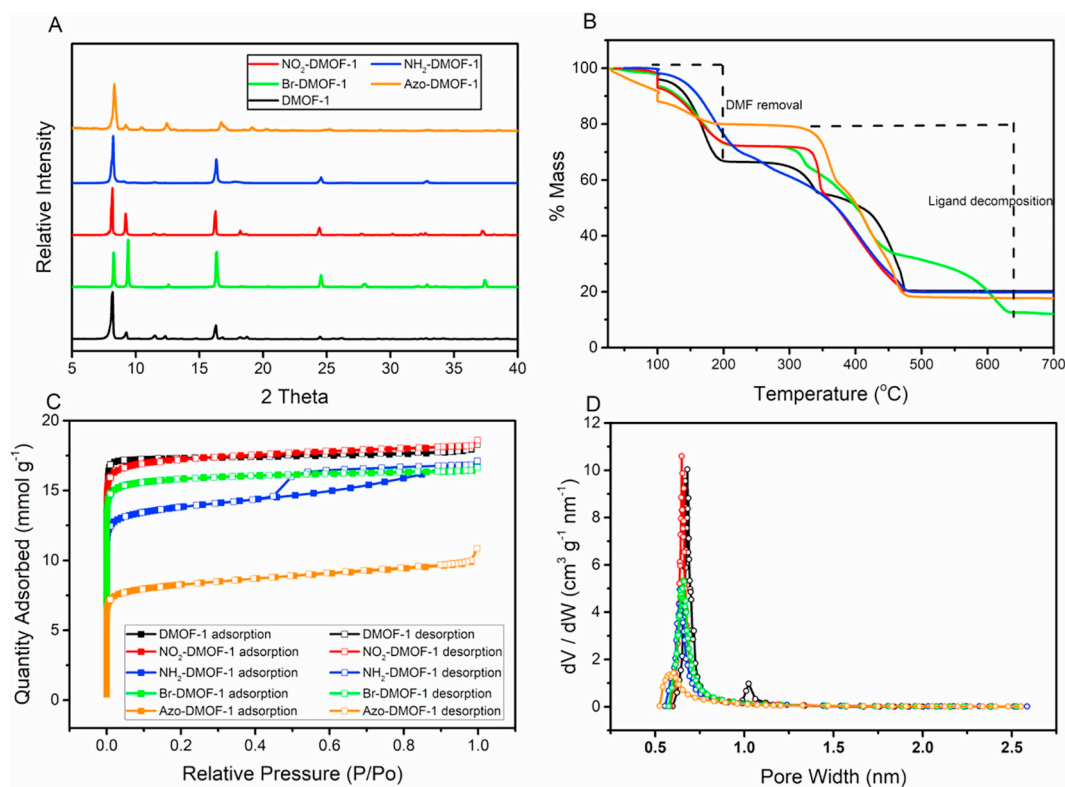 A
NO2-DMOF-1 NH2-DMOF-1
Br-DMOF-1 Azo-DMOF-1
DMOF-1
Relative Intensity
5 10 15 20 25 30 35 40
2 Theta
B
100
80
60
40
20
0
% Mass
DMF removal
Ligand decomposition
100 200 300 400 500 600 700
Temperature (°C)
C
20
15
10
5
0
Quantity Adsorbed (mmol g-1)
DMOF-1 adsorption DMOF-1 desorption
NO2-DMOF-1 adsorption NO2-DMOF-1 desorption
NH2-DMOF-1 adsorption NH2-DMOF-1 desorption
Br-DMOF-1 adsorption Br-DMOF-1 desorption
Azo-DMOF-1 adsorption Azo-DMOF-1 desorption
0.0 0.2 0.4 0.6 0.8 1.0
Relative Pressure (P/Po)
D
11
10
9
8
7
6
5
4
3
2
1
0
dV / dW (cm3 g-1 nm-1)
0.5 1.0 1.5 2.0 2.5
Pore Width (nm)